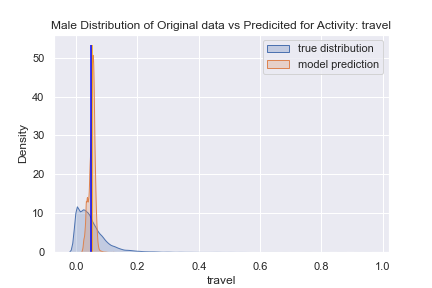 Male Distribution of Original data vs Predicited for Activity: travel
true distribution
model prediction
Density
50
40
30
20
10
0
0.0 0.2 0.4 0.6 0.8 1.0
travel